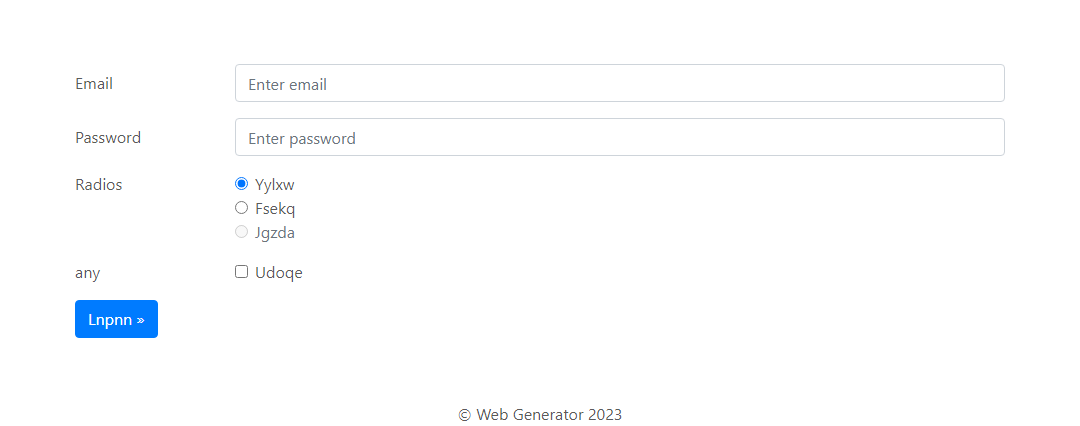 Email Enter email
Password Enter password
Radios Yylxw
Fsekq
Jgzda
any Udoqe
Lnpnn »
© Web Generator 2023